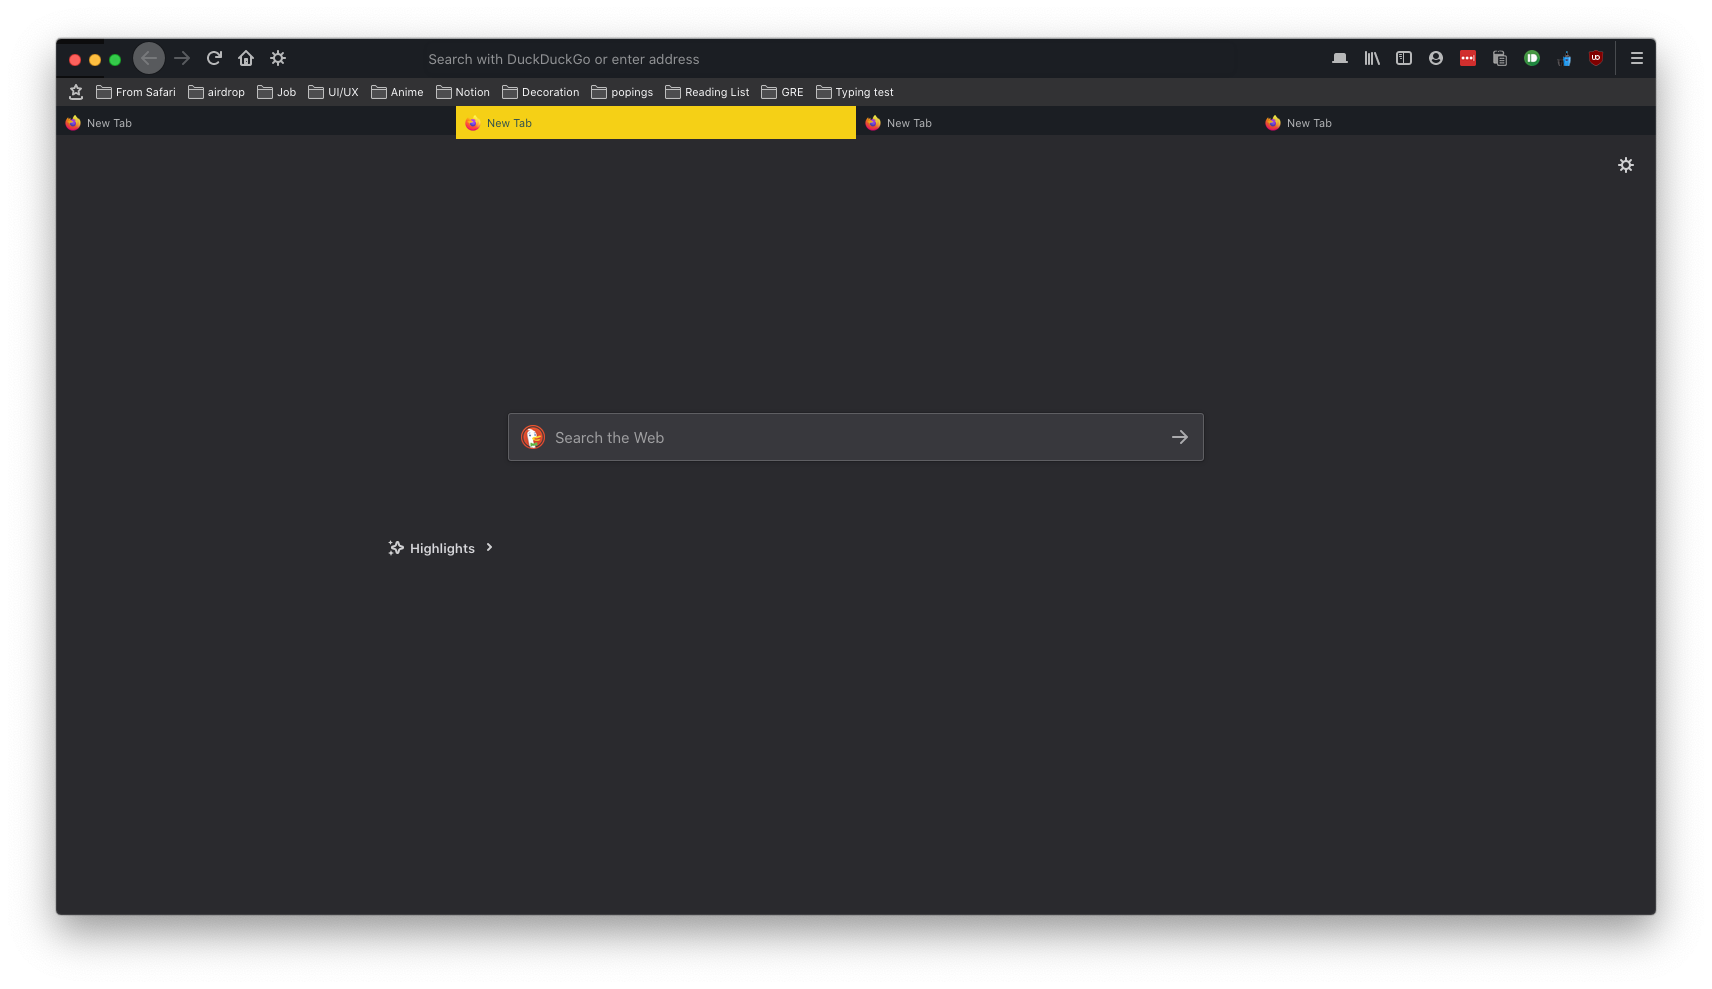 Search with DuckDuckGo or enter address
From Safari airdrop Job UI/UX Anime Notion Decoration popings Reading List GRE Typing test
New Tab New Tab New Tab New Tab
Search the Web
Highlights